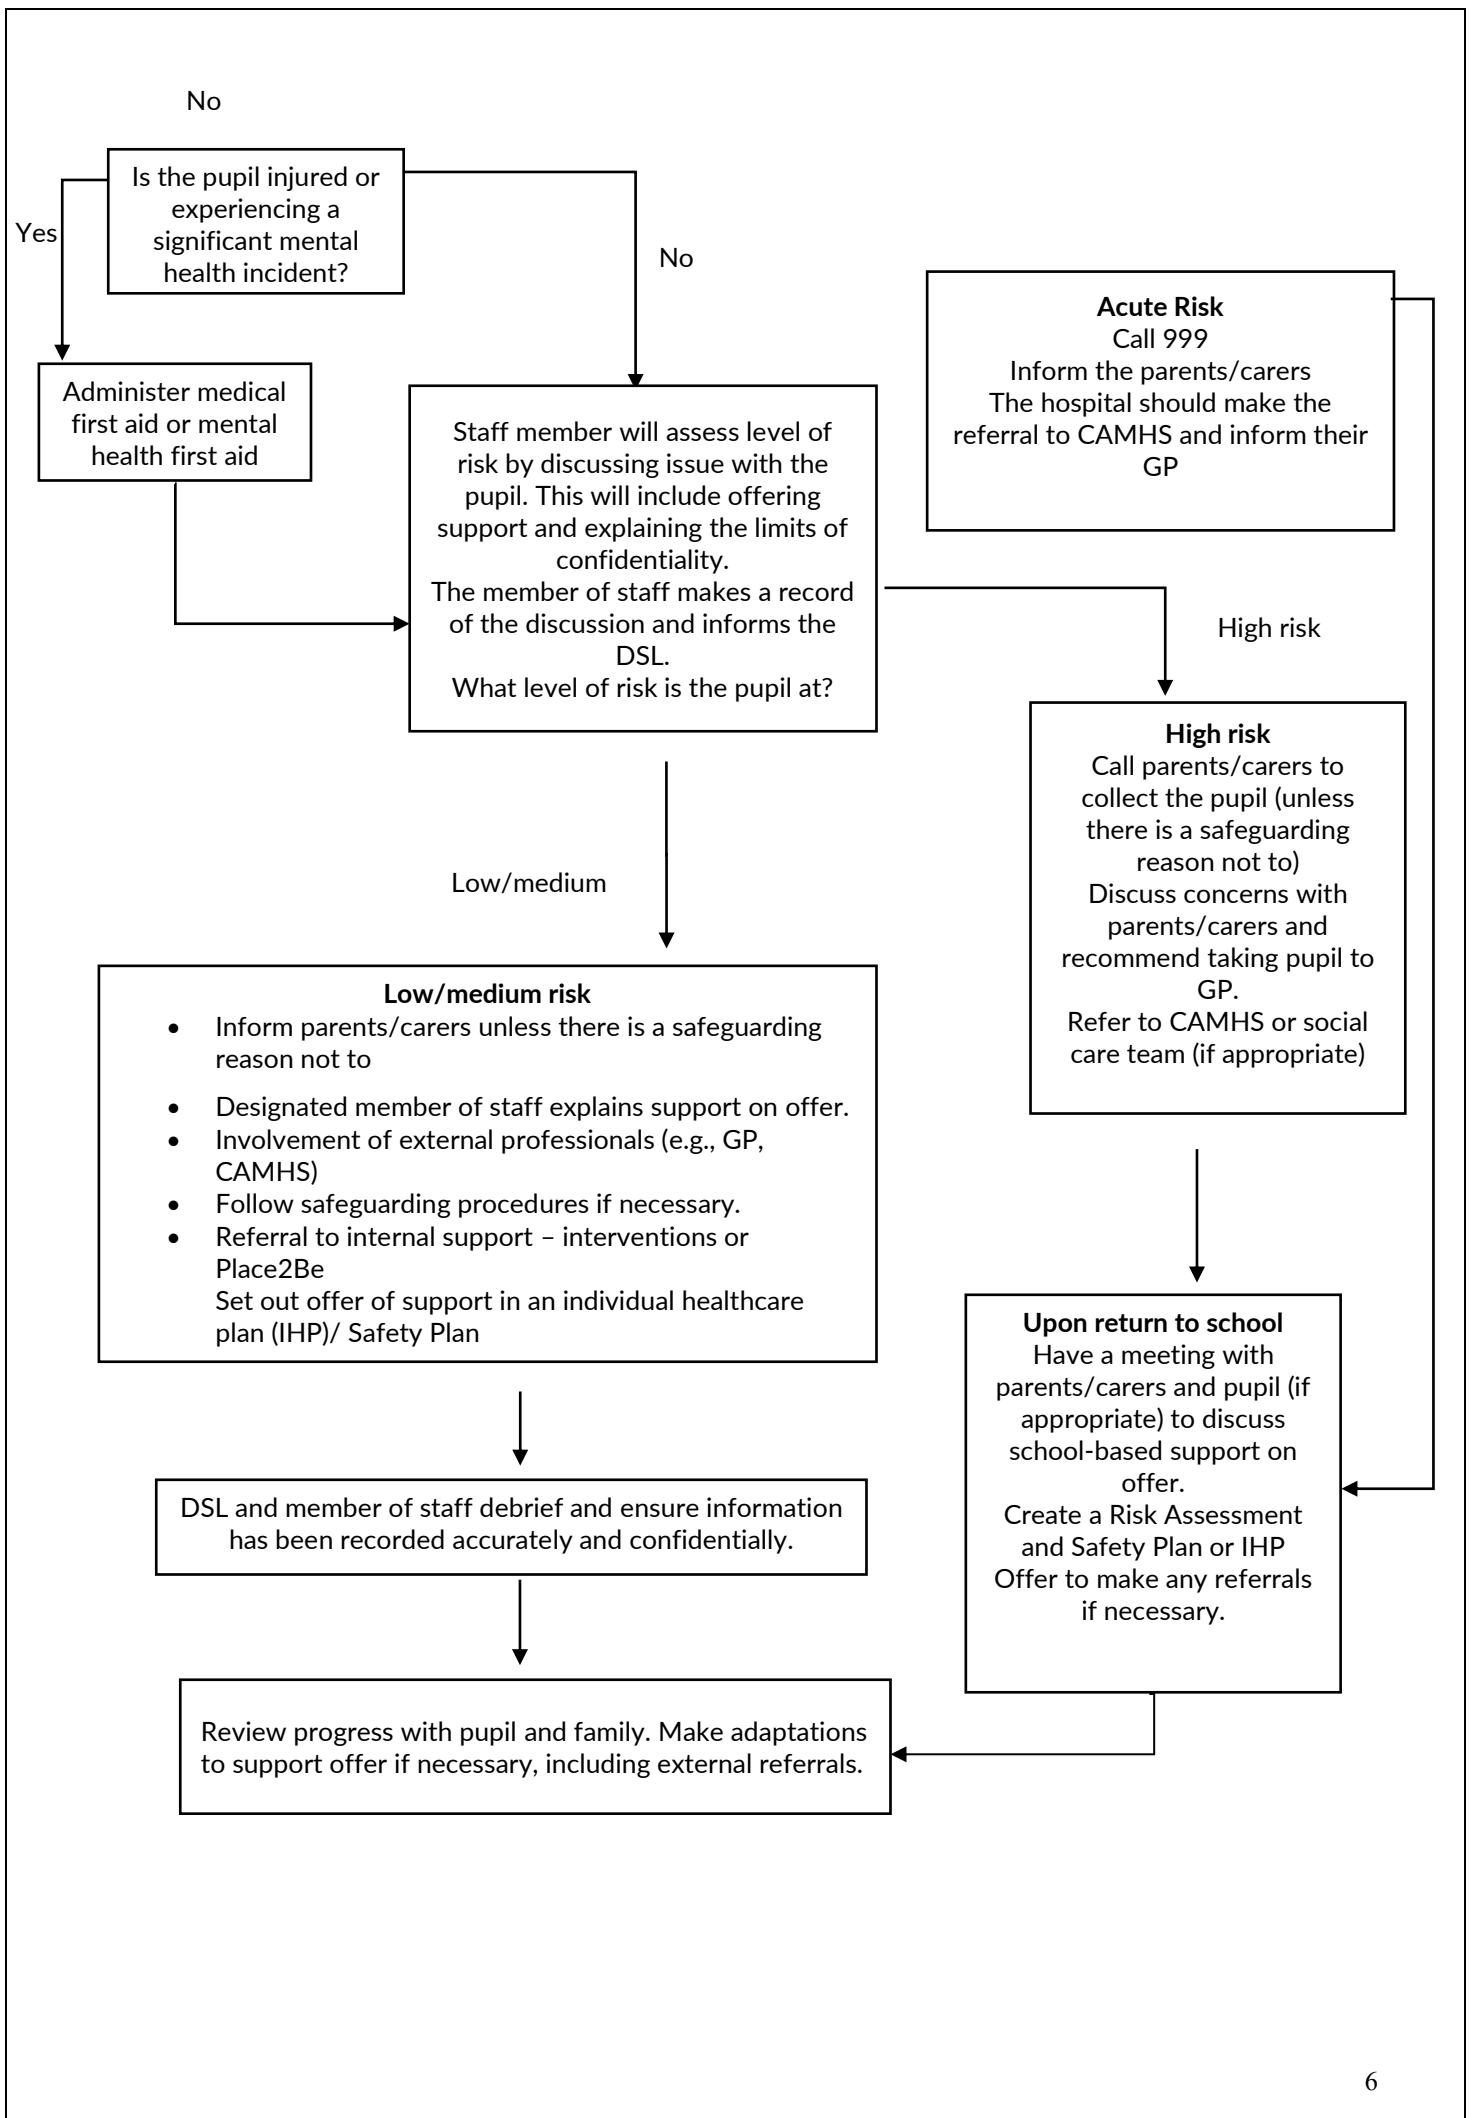 No
Is the pupil injured or
experiencing a
significant mental
health incident?
Yes
No
Administer medical
first aid or mental
health first aid
Staff member will assess level of
risk by discussing issue with the
pupil. This will include offering
support and explaining the limits of
confidentiality.
The member of staff makes a record
of the discussion and informs the
DSL.
What level of risk is the pupil at?
Acute Risk
Call 999
Inform the parents/carers
The hospital should make the
referral to CAMHS and inform their
GP
High risk
High risk
Call parents/carers to
collect the pupil (unless
there is a safeguarding
reason not to)
Discuss concerns with
parents/carers and
recommend taking pupil to
GP.
Refer to CAMHS or social
care team (if appropriate)
Low/medium
Low/medium risk
• Inform parents/carers unless there is a safeguarding
reason not to
• Designated member of staff explains support on offer.
• Involvement of external professionals (e.g., GP,
CAMHS)
• Follow safeguarding procedures if necessary.
• Referral to internal support – interventions or
Place2Be
Set out offer of support in an individual healthcare
plan (IHP)/ Safety Plan
Upon return to school
Have a meeting with
parents/carers and pupil (if
appropriate) to discuss
school-based support on
offer.
Create a Risk Assessment
and Safety Plan or IHP
Offer to make any referrals
if necessary.
DSL and member of staff debrief and ensure information
has been recorded accurately and confidentially.
Review progress with pupil and family. Make adaptations
to support offer if necessary, including external referrals.
6